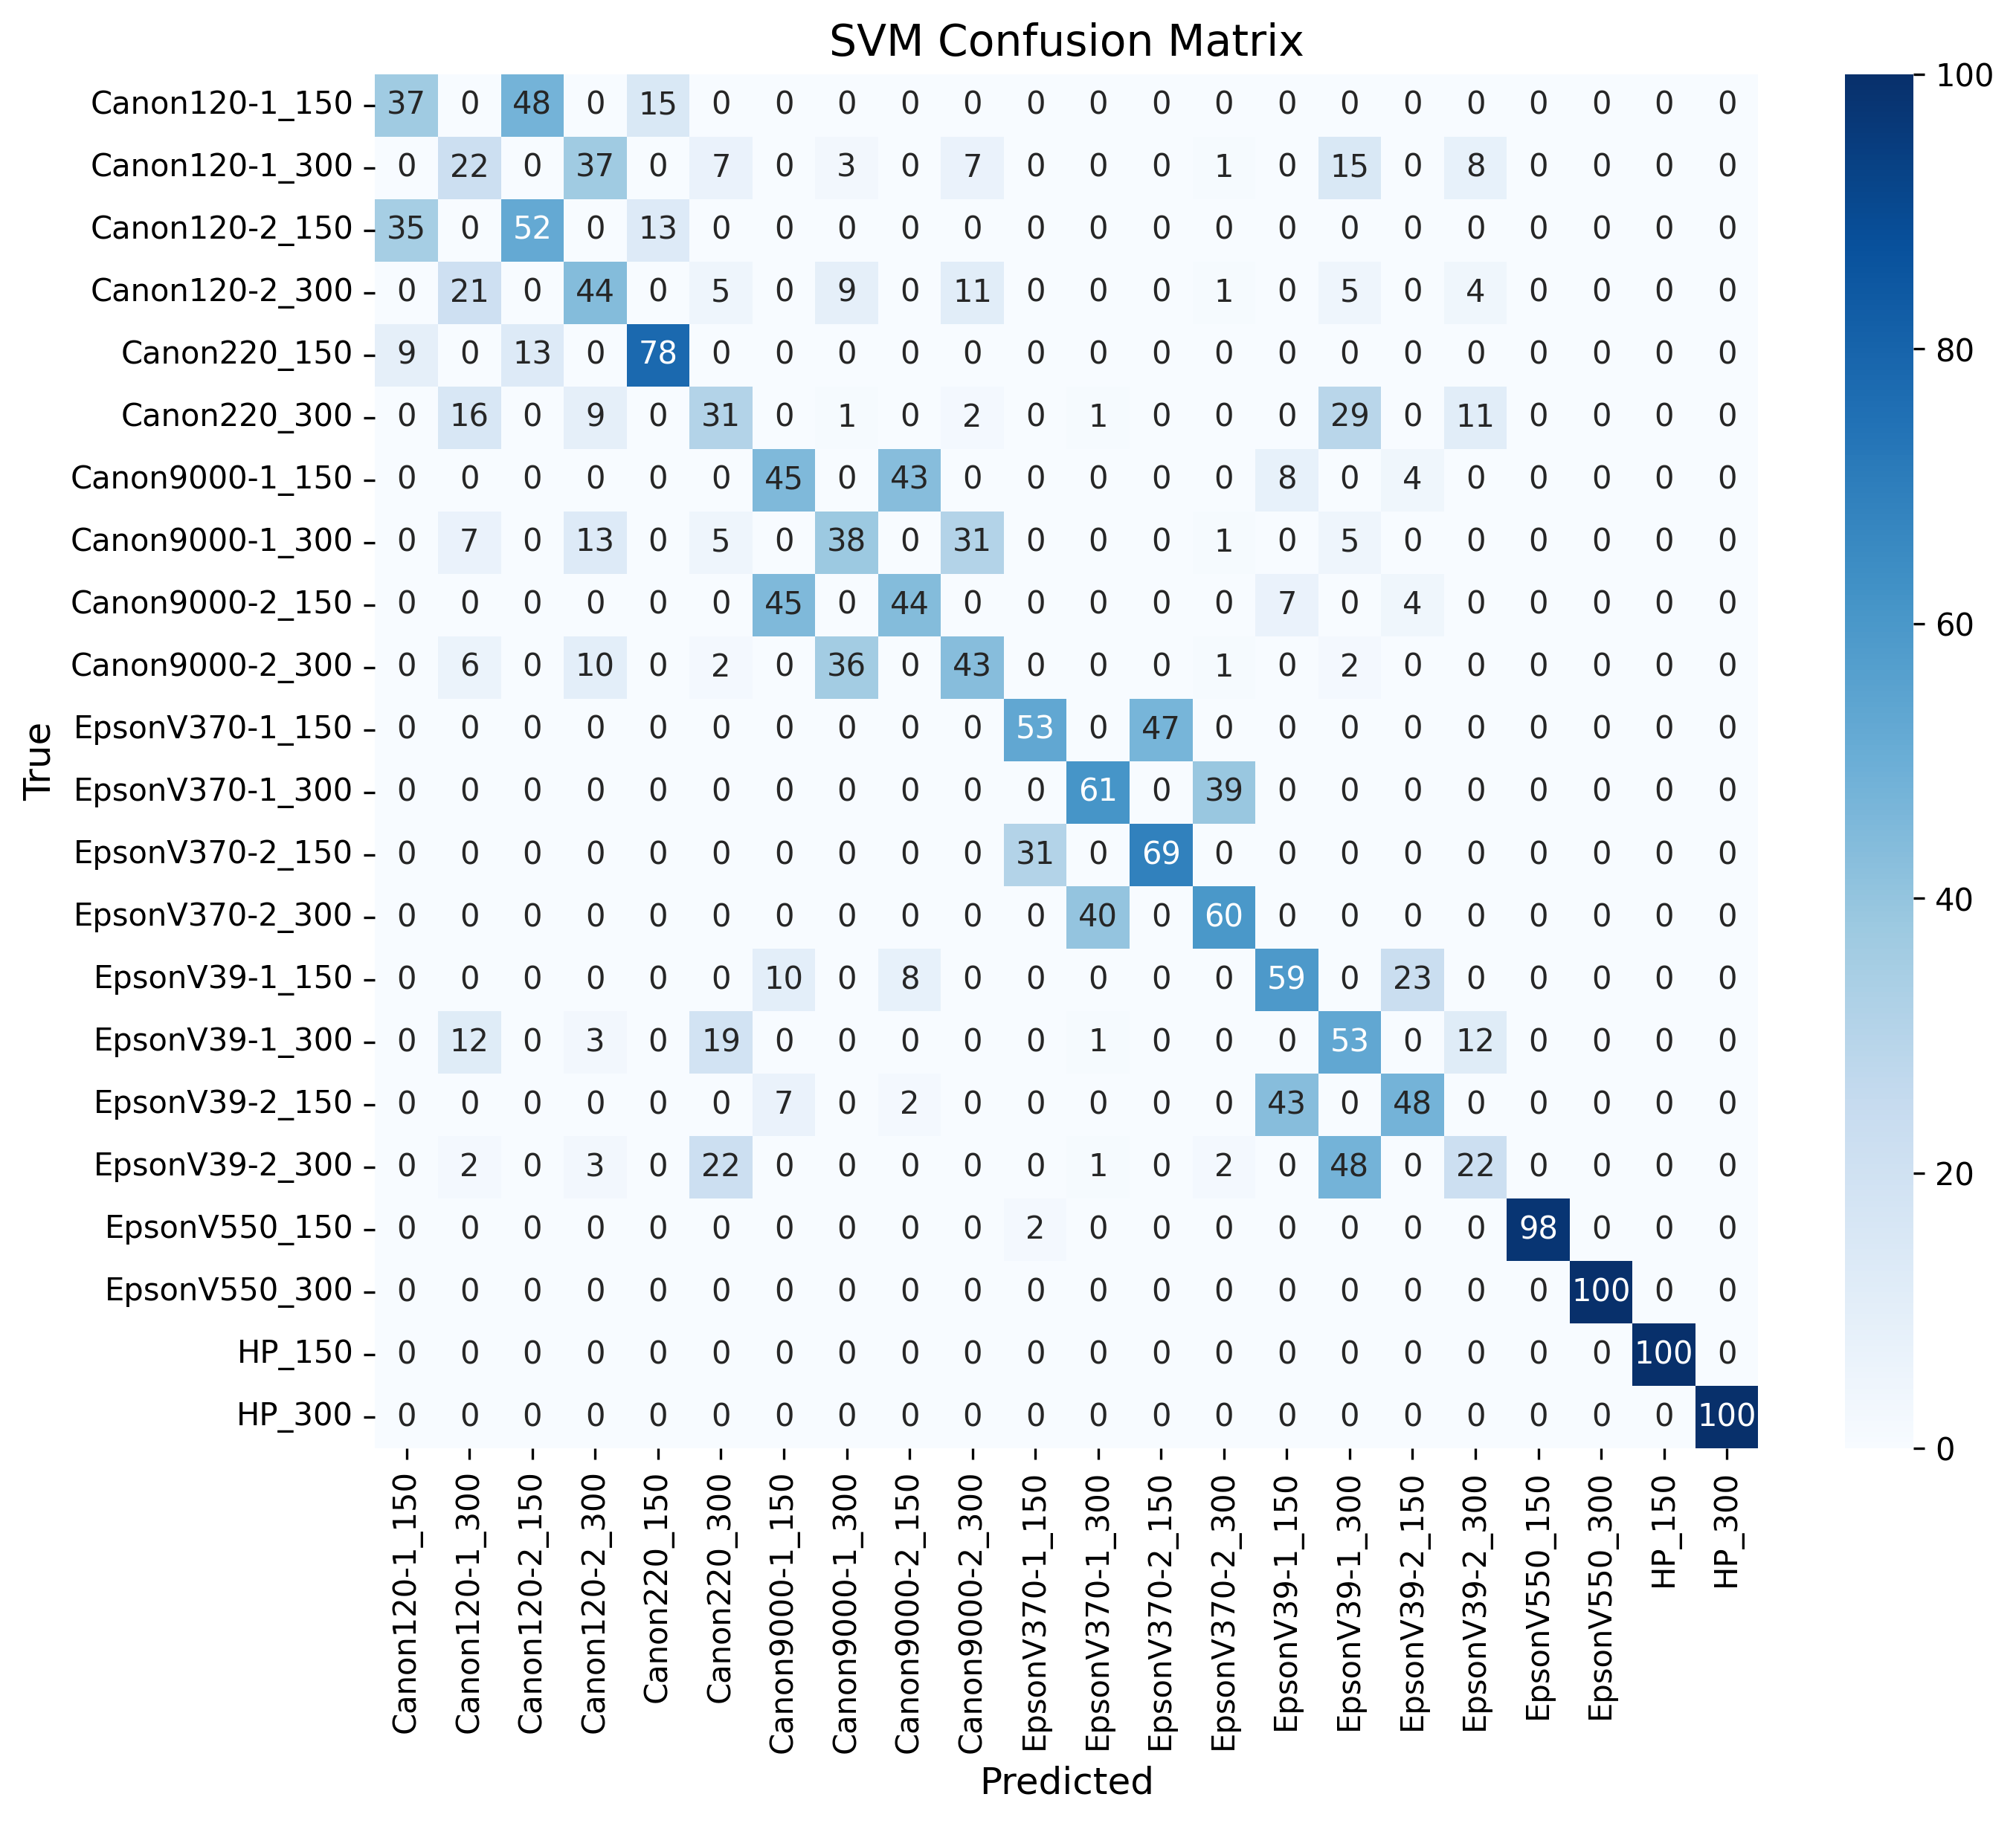 SVM Confusion Matrix
Canon120-1_150 37 0 48 0 15 0 0 0 0 0 0 0 0 0 0 0 0 0 0 0 0 0
Canon120-1_300 0 22 0 37 0 7 0 3 0 7 0 0 0 1 0 15 0 8 0 0 0 0
Canon120-2_150 35 0 52 0 13 0 0 0 0 0 0 0 0 0 0 0 0 0 0 0 0 0
Canon120-2_300 0 21 0 44 0 5 0 9 0 11 0 0 0 1 0 5 0 4 0 0 0 0
Canon220_150 9 0 13 0 78 0 0 0 0 0 0 0 0 0 0 0 0 0 0 0 0 0
Canon220_300 0 16 0 9 0 31 0 1 0 2 0 1 0 0 0 29 0 11 0 0 0 0
Canon9000-1_150 0 0 0 0 0 0 45 0 43 0 0 0 0 0 8 0 4 0 0 0 0 0
Canon9000-1_300 0 7 0 13 0 5 0 38 0 31 0 0 0 1 0 5 0 0 0 0 0 0
Canon9000-2_150 0 0 0 0 0 0 45 0 44 0 0 0 0 0 7 0 4 0 0 0 0 0
Canon9000-2_300 0 6 0 10 0 2 0 36 0 43 0 0 0 1 0 2 0 0 0 0 0 0
EpsonV370-1_150 0 0 0 0 0 0 0 0 0 0 53 0 47 0 0 0 0 0 0 0 0 0
EpsonV370-1_300 0 0 0 0 0 0 0 0 0 0 0 61 0 39 0 0 0 0 0 0 0 0
EpsonV370-2_150 0 0 0 0 0 0 0 0 0 0 31 0 69 0 0 0 0 0 0 0 0 0
EpsonV370-2_300 0 0 0 0 0 0 0 0 0 0 0 40 0 60 0 0 0 0 0 0 0 0
EpsonV39-1_150 0 0 0 0 0 0 10 0 8 0 0 0 0 0 59 0 23 0 0 0 0 0
EpsonV39-1_300 0 12 0 3 0 19 0 0 0 0 0 1 0 0 0 53 0 12 0 0 0 0
EpsonV39-2_150 0 0 0 0 0 0 7 0 2 0 0 0 0 0 43 0 48 0 0 0 0 0
EpsonV39-2_300 0 2 0 3 0 22 0 0 0 0 0 1 0 2 0 48 0 22 0 0 0 0
EpsonV550_150 0 0 0 0 0 0 0 0 0 0 2 0 0 0 0 0 0 0 98 0 0 0
EpsonV550_300 0 0 0 0 0 0 0 0 0 0 0 0 0 0 0 0 0 0 0 100 0 0
HP_150 0 0 0 0 0 0 0 0 0 0 0 0 0 0 0 0 0 0 0 0 100 0
HP_300 0 0 0 0 0 0 0 0 0 0 0 0 0 0 0 0 0 0 0 0 0 100
True
Canon120-1_150
Canon120-1_300
Canon120-2_150
Canon120-2_300
Canon220_150
Canon220_300
Canon9000-1_150
Canon9000-1_300
Canon9000-2_150
Canon9000-2_300
EpsonV370-1_150
EpsonV370-1_300
EpsonV370-2_150
EpsonV370-2_300
EpsonV39-1_150
EpsonV39-1_300
EpsonV39-2_150
EpsonV39-2_300
EpsonV550_150
EpsonV550_300
HP_150
HP_300
Predicted
100
80
60
40
20
0